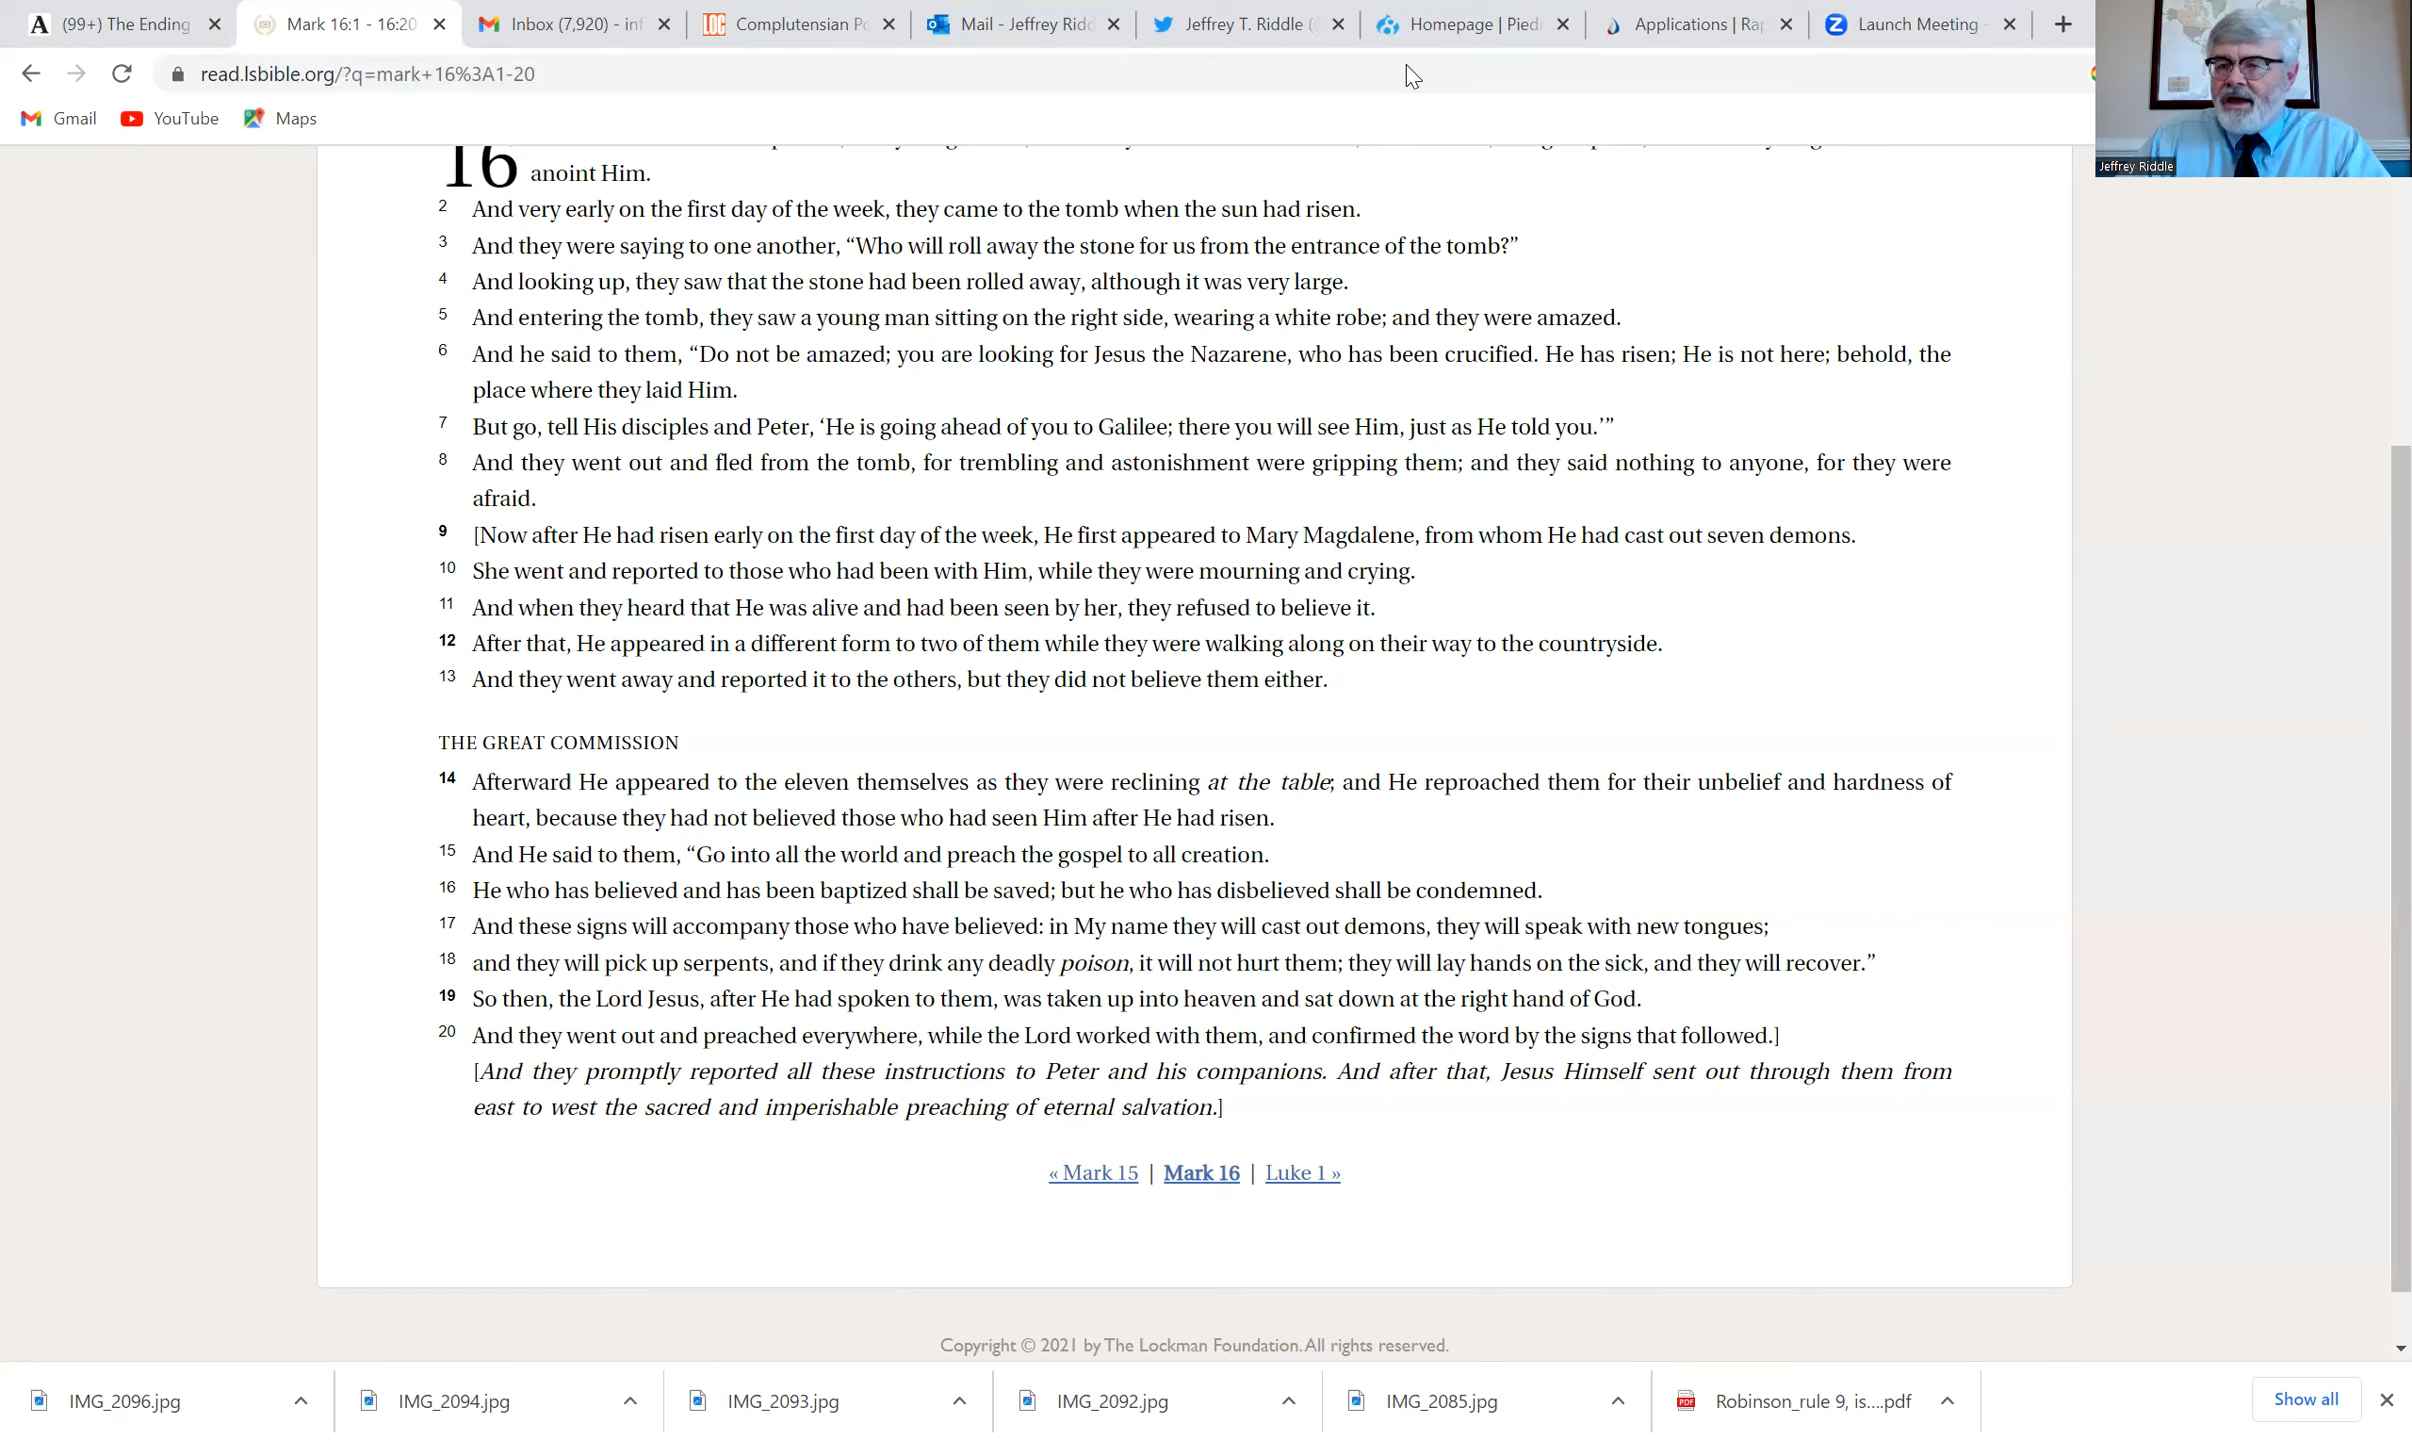 (99+) The Ending
Mark 16:1 - 16:20
Inbox (7,920) - inf
Complutensian Po
Mail - Jeffrey Ridd
Jeffrey T. Riddle (
Homepage | Piedr
Applications | Rap
Launch Meeting -
read.lsbible.org/?q=mark+16%3A1-20
Gmail
YouTube
Maps
Jeffrey Riddle
16 anoint Him.
2 And very early on the first day of the week, they came to the tomb when the sun had risen.
3 And they were saying to one another, “Who will roll away the stone for us from the entrance of the tomb?”
4 And looking up, they saw that the stone had been rolled away, although it was very large.
5 And entering the tomb, they saw a young man sitting on the right side, wearing a white robe; and they were amazed.
6 And he said to them, “Do not be amazed; you are looking for Jesus the Nazarene, who has been crucified. He has risen; He is not here; behold, the
place where they laid Him.
7 But go, tell His disciples and Peter, ‘He is going ahead of you to Galilee; there you will see Him, just as He told you.’”
8 And they went out and fled from the tomb, for trembling and astonishment were gripping them; and they said nothing to anyone, for they were
afraid.
9 [Now after He had risen early on the first day of the week, He first appeared to Mary Magdalene, from whom He had cast out seven demons.
10 She went and reported to those who had been with Him, while they were mourning and crying.
11 And when they heard that He was alive and had been seen by her, they refused to believe it.
12 After that, He appeared in a different form to two of them while they were walking along on their way to the countryside.
13 And they went away and reported it to the others, but they did not believe them either.
THE GREAT COMMISSION
14 Afterward He appeared to the eleven themselves as they were reclining at the table; and He reproached them for their unbelief and hardness of
heart, because they had not believed those who had seen Him after He had risen.
15 And He said to them, “Go into all the world and preach the gospel to all creation.
16 He who has believed and has been baptized shall be saved; but he who has disbelieved shall be condemned.
17 And these signs will accompany those who have believed: in My name they will cast out demons, they will speak with new tongues;
18 and they will pick up serpents, and if they drink any deadly poison, it will not hurt them; they will lay hands on the sick, and they will recover.”
19 So then, the Lord Jesus, after He had spoken to them, was taken up into heaven and sat down at the right hand of God.
20 And they went out and preached everywhere, while the Lord worked with them, and confirmed the word by the signs that followed.]
[And they promptly reported all these instructions to Peter and his companions. And after that, Jesus Himself sent out through them from
east to west the sacred and imperishable preaching of eternal salvation.]
« Mark 15 | Mark 16 | Luke 1 »
Copyright © 2021 by The Lockman Foundation. All rights reserved.
IMG_2096.jpg
IMG_2094.jpg
IMG_2093.jpg
IMG_2092.jpg
IMG_2085.jpg
Robinson_rule 9, is....pdf
Show all